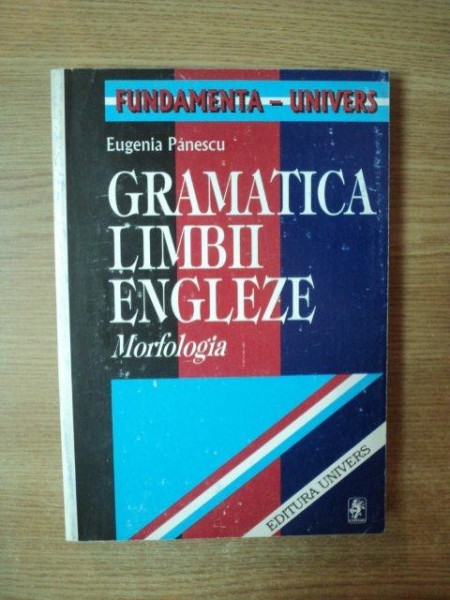 FUNDAMENTA - UNIVERS
Eugenia Pănescu
GRAMATICA
LIMBII
ENGLEZE
Morfologia
EDITURA UNIVERS